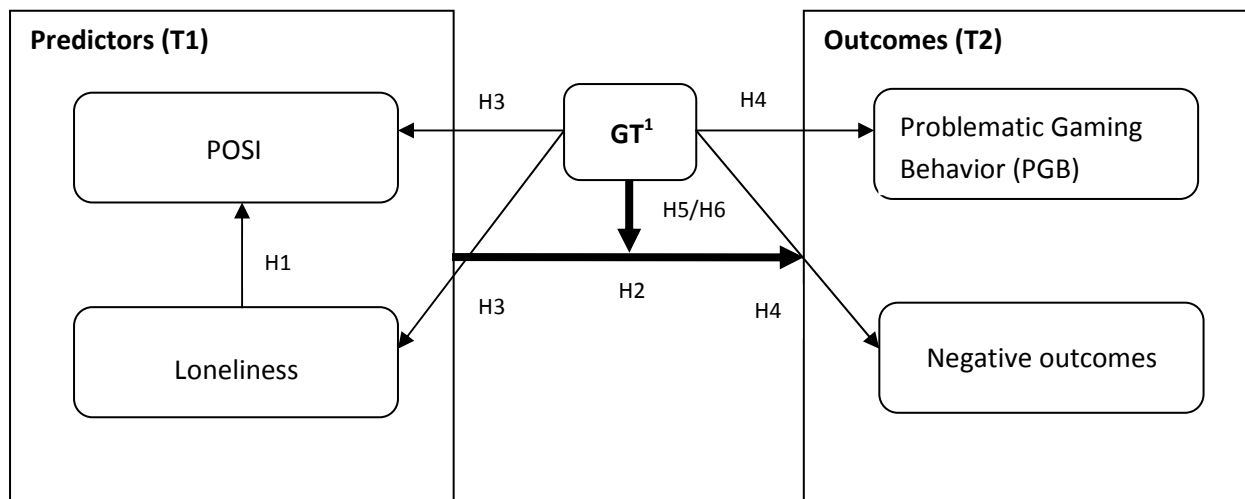 Predictors (T1)
Outcomes (T2)
H3
H4
POSI
GT¹
Problematic Gaming
Behavior (PGB)
H5/H6
H1
H2
H3
H4
Loneliness
Negative outcomes